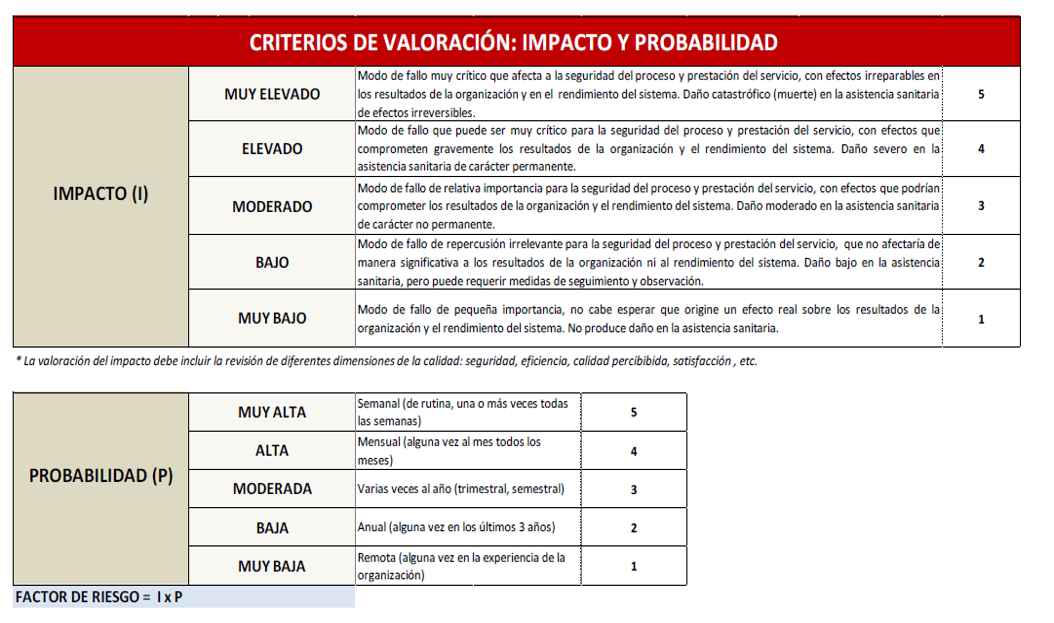 CRITERIOS DE VALORACIÓN: IMPACTO Y PROBABILIDAD
IMPACTO (I)
MUY ELEVADO
Modo de fallo muy crítico que afecta a la seguridad del proceso y prestación del servicio, con efectos irreparables en
los resultados de la organización y en el rendimiento del sistema. Daño catastrófico (muerte) en la asistencia sanitaria
de efectos irreversibles.
5
ELEVADO
Modo de fallo que puede ser muy crítico para la seguridad del proceso y prestación del servicio, con efectos que
comprometen gravemente los resultados de la organización y el rendimiento del sistema. Daño severo en la
asistencia sanitaria de carácter permanente.
4
MODERADO
Modo de fallo de relativa importancia para la seguridad del proceso y prestación del servicio, con efectos que podrían
comprometer los resultados de la organización y el rendimiento del sistema. Daño moderado en la asistencia sanitaria
de carácter no permanente.
3
BAJO
Modo de fallo de repercusión irrelevante para la seguridad del proceso y prestación del servicio, que no afectaría de
manera significativa a los resultados de la organización ni al rendimiento del sistema. Daño bajo en la asistencia
sanitaria, pero puede requerir medidas de seguimiento y observación.
2
MUY BAJO
Modo de fallo de pequeña importancia, no cabe esperar que origine un efecto real sobre los resultados de la
organización y el rendimiento del sistema. No produce daño en la asistencia sanitaria.
1
* La valoración del impacto debe incluir la revisión de diferentes dimensiones de la calidad: seguridad, eficiencia, calidad percibibida, satisfacción , etc.
PROBABILIDAD (P)
MUY ALTA
Semanal (de rutina, una o más veces todas
las semanas)
5
ALTA
Mensual (alguna vez al mes todos los
meses)
4
MODERADA
Varias veces al año (trimestral, semestral)
3
BAJA
Anual (alguna vez en los últimos 3 años)
2
MUY BAJA
Remota (alguna vez en la experiencia de la
organización)
1
FACTOR DE RIESGO = I x P